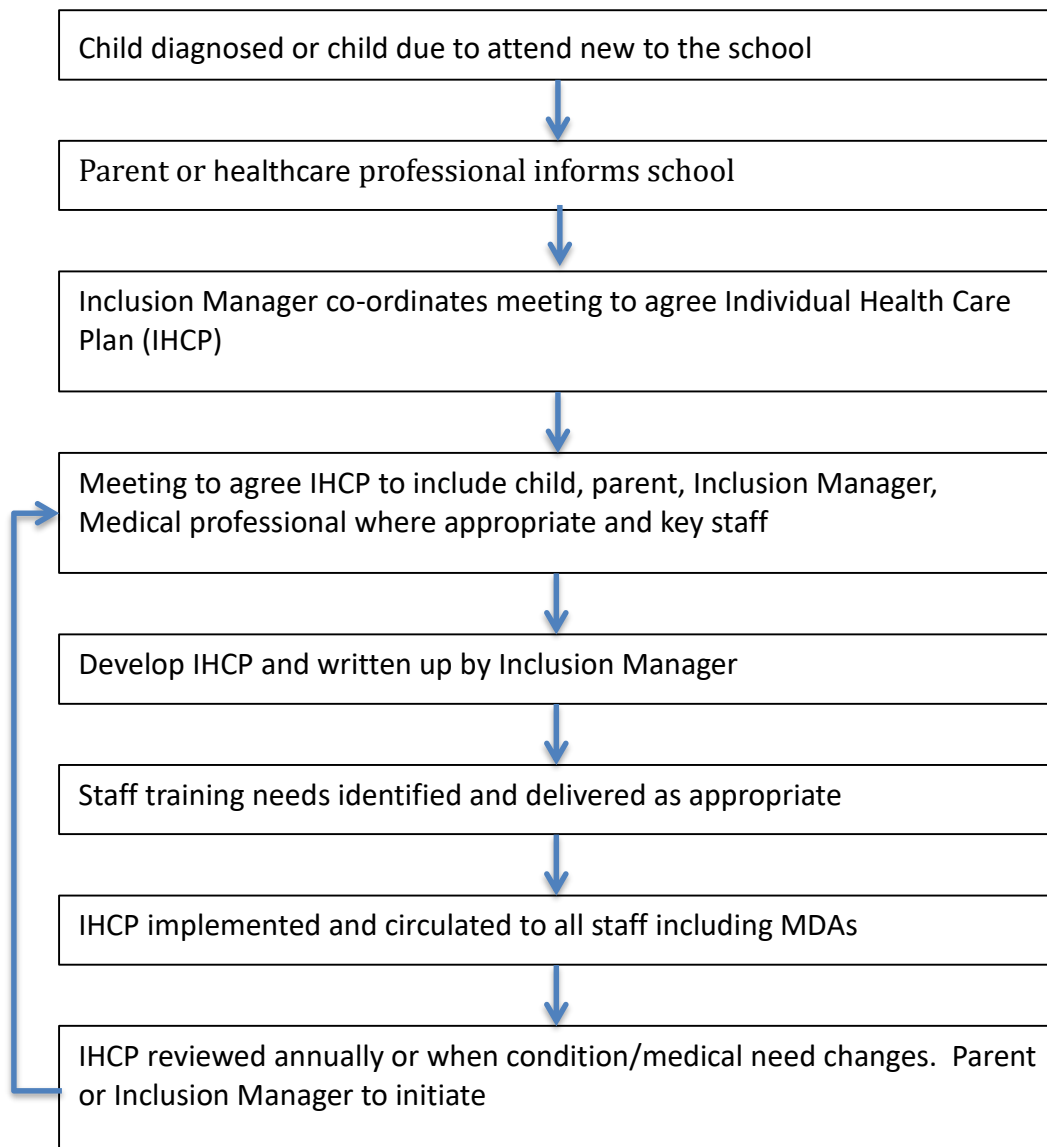 Child diagnosed or child due to attend new to the school
Parent or healthcare professional informs school
Inclusion Manager co-ordinates meeting to agree Individual Health Care
Plan (IHCP)
Meeting to agree IHCP to include child, parent, Inclusion Manager,
Medical professional where appropriate and key staff
Develop IHCP and written up by Inclusion Manager
Staff training needs identified and delivered as appropriate
IHCP implemented and circulated to all staff including MDAs
IHCP reviewed annually or when condition/medical need changes.  Parent
or Inclusion Manager to initiate